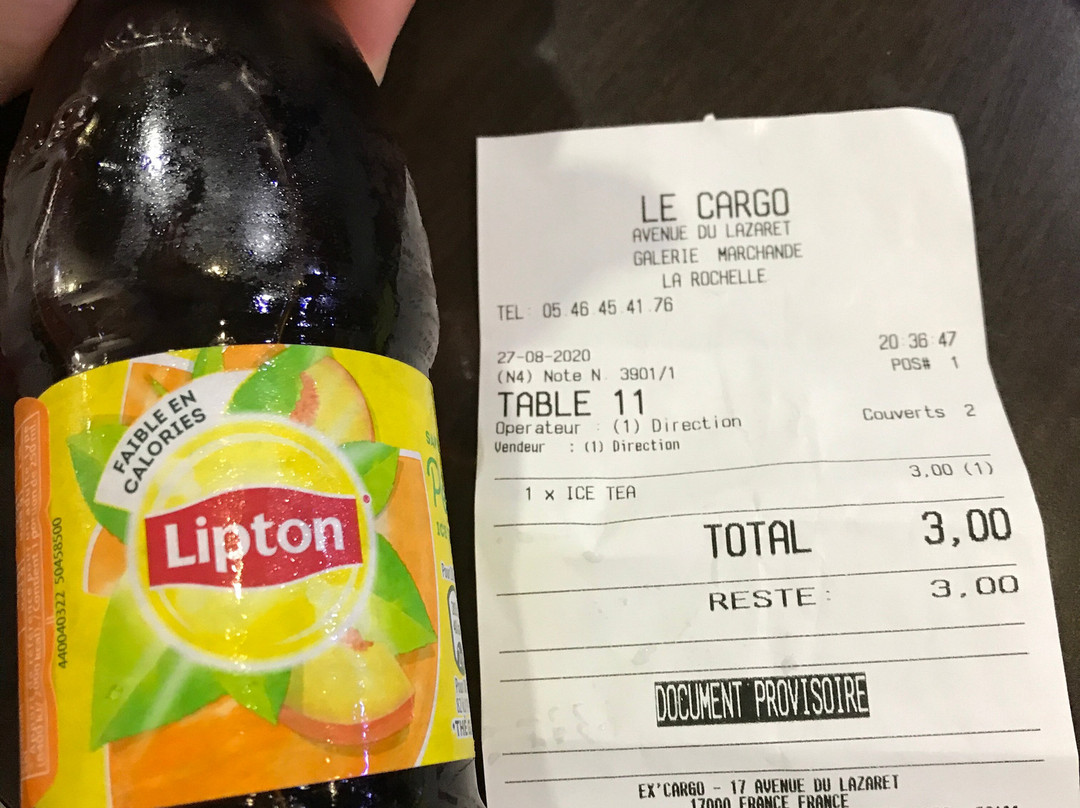 FAIBLE EN
CALORIES
Lipton
440040322 50458500
LE CARGO
AVENUE DU LAZARET
GALERIE MARCHANDE
LA ROCHELLE
TEL : 05.46.45.41.76
27-08-2020 20:36:47
(N4) Note N. 3901/1 POS# 1
TABLE 11
Operateur : (1) Direction Couverts 2
Vendeur : (1) Direction
1 x ICE TEA 3,00 (1)
TOTAL 3,00
RESTE: 3,00
DOCUMENT PROVISOIRE
EX'CARGO - 17 AVENUE DU LAZARET
17000 FRANCE FRANCE